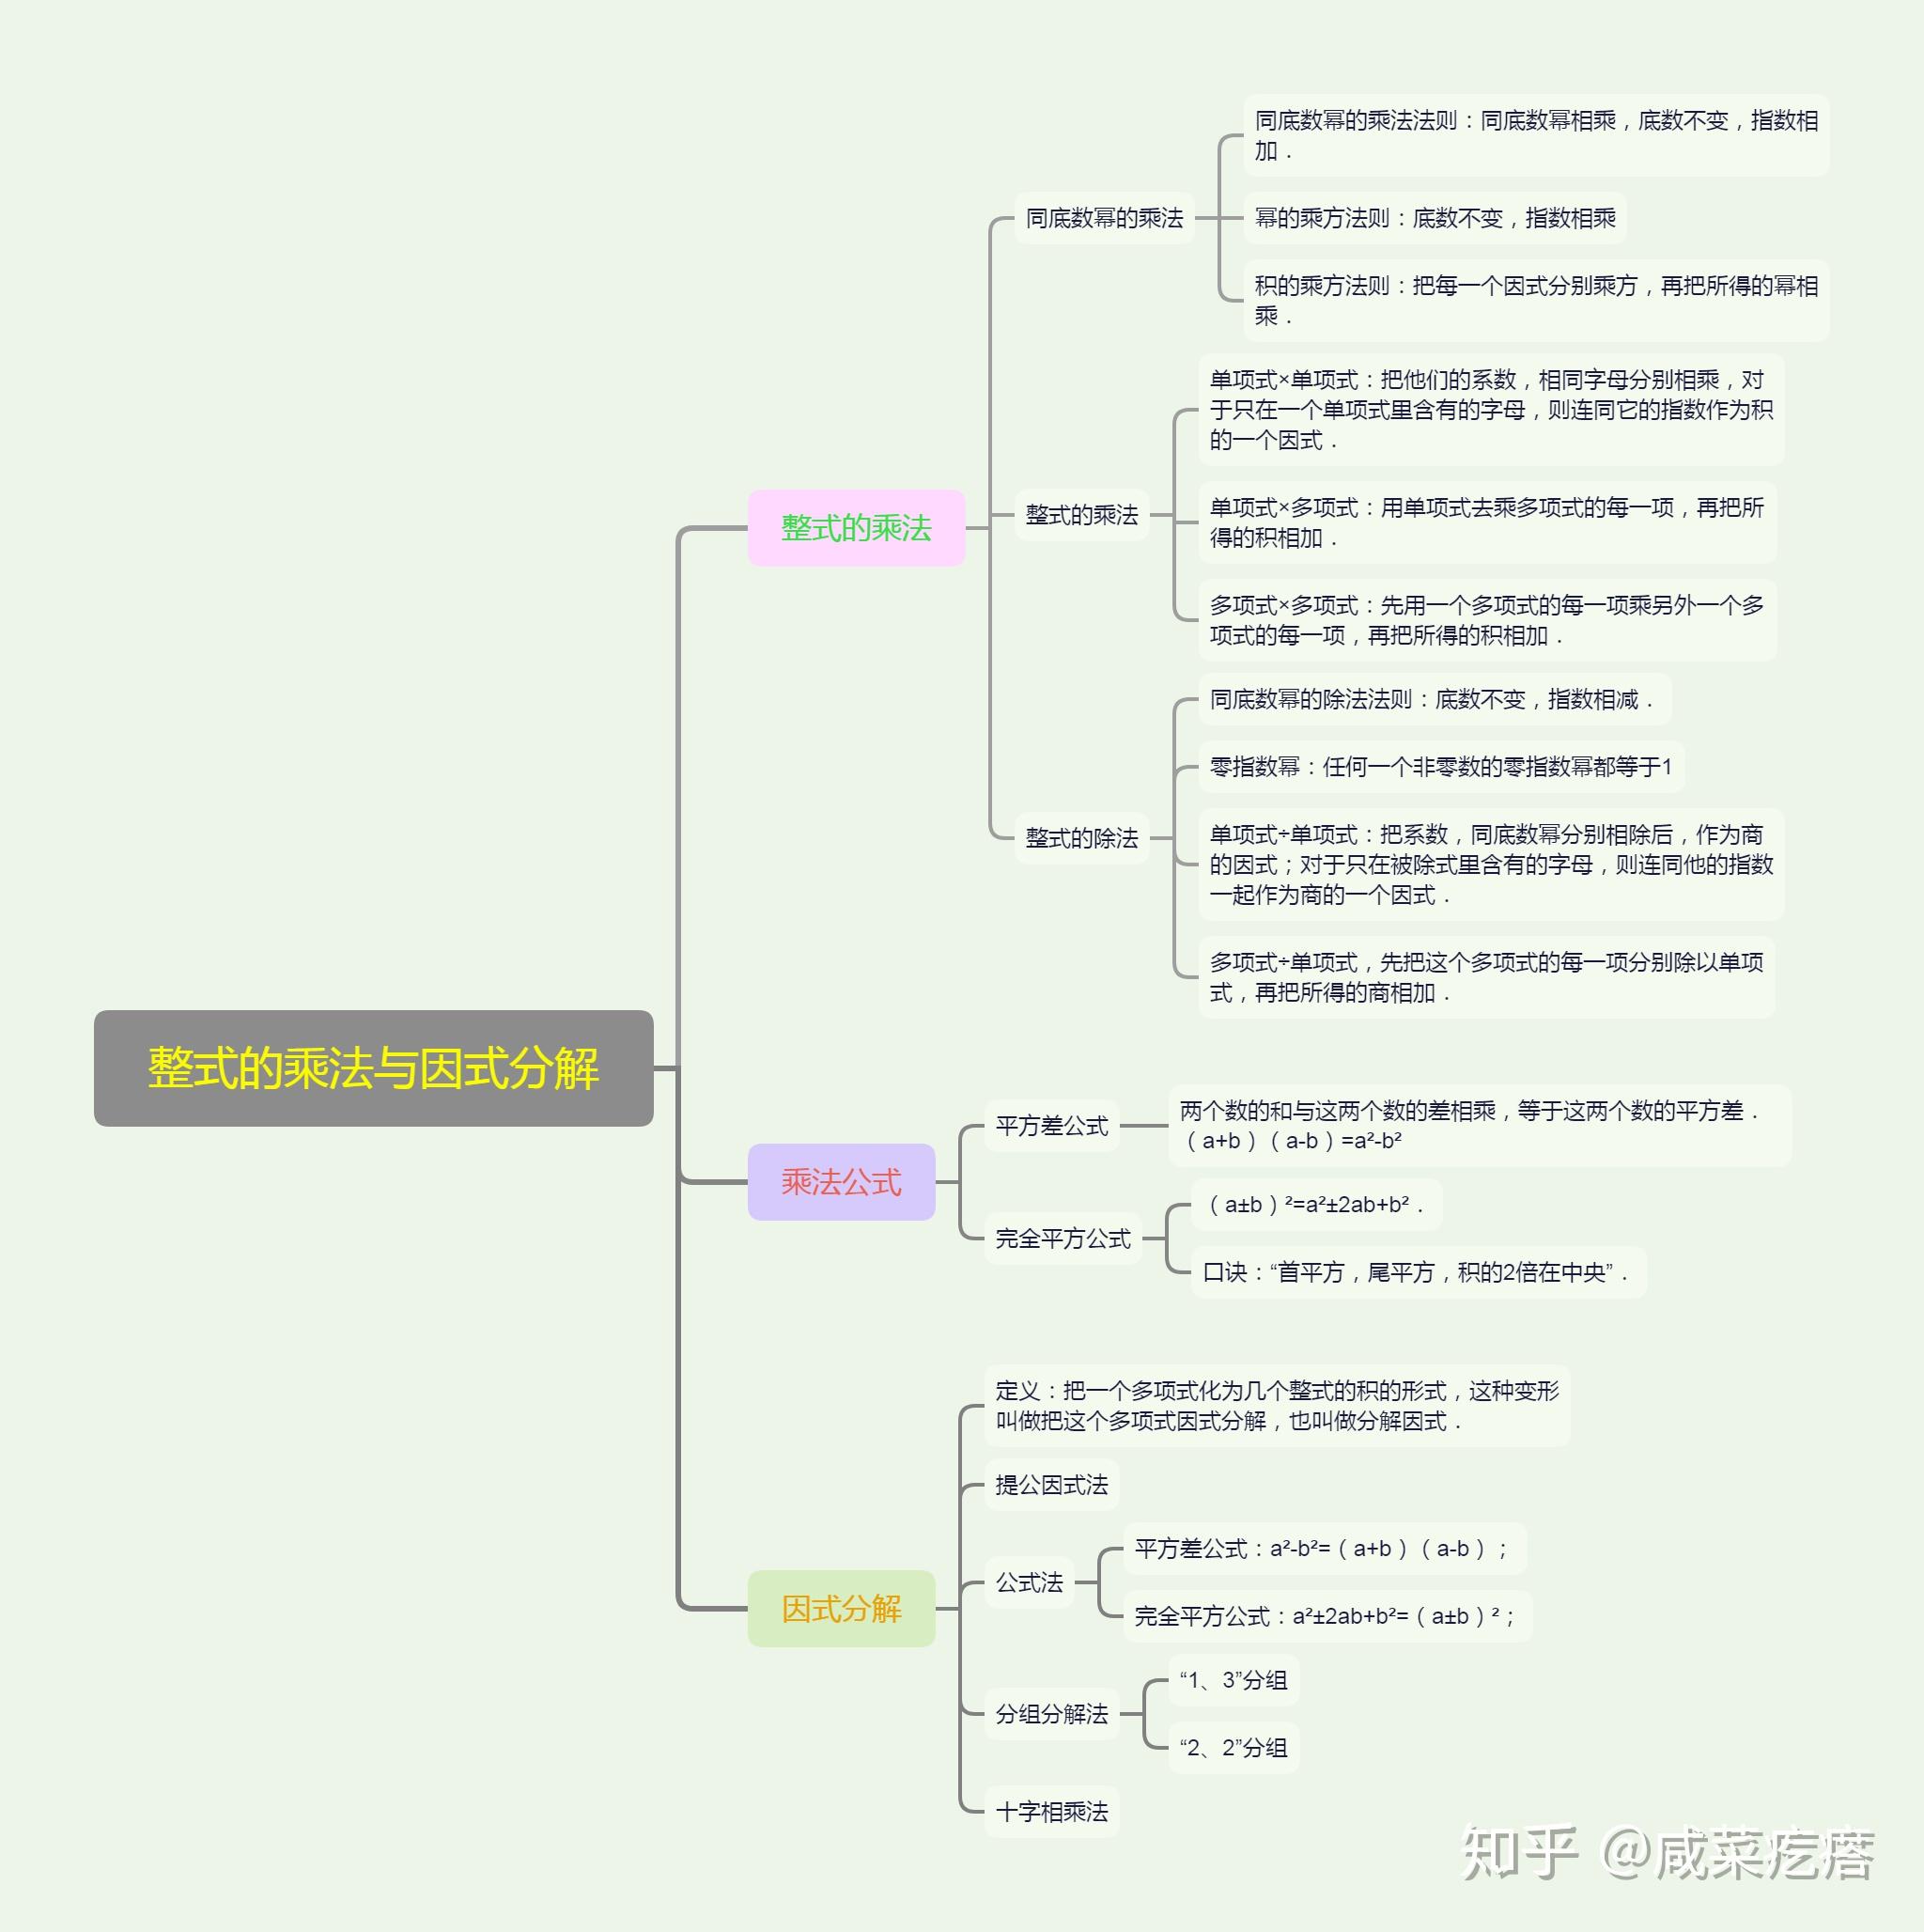 整式的乘法与因式分解
整式的乘法
同底数幂的乘法
同底数幂的乘法法则：同底数幂相乘，底数不变，指数相
加．
幂的乘方法则：底数不变，指数相乘
积的乘方法则：把每一个因式分别乘方，再把所得的幂相
乘．
整式的乘法
单项式×单项式：把他们的系数，相同字母分别相乘，对
于只在一个单项式里含有的字母，则连同它的指数作为积
的一个因式．
单项式×多项式：用单项式去乘多项式的每一项，再把所
得的积相加．
多项式×多项式：先用一个多项式的每一项乘另外一个多
项式的每一项，再把所得的积相加．
整式的除法
同底数幂的除法法则：底数不变，指数相减．
零指数幂：任何一个非零数的零指数幂都等于1
单项式÷单项式：把系数，同底数幂分别相除后，作为商
的因式；对于只在被除式里含有的字母，则连同他的指数
一起作为商的一个因式．
多项式÷单项式，先把这个多项式的每一项分别除以单项
式，再把所得的商相加．
乘法公式
平方差公式
两个数的和与这两个数的差相乘，等于这两个数的平方差．
（a+b）（a-b）=a²-b²
完全平方公式
（a±b）²=a²±2ab+b²．
口诀：“首平方，尾平方，积的2倍在中央”．
因式分解
定义：把一个多项式化为几个整式的积的形式，这种变形
叫做把这个多项式因式分解，也叫做分解因式．
提公因式法
公式法
平方差公式：a²-b²=（a+b）（a-b）；
完全平方公式：a²±2ab+b²=（a±b）²；
分组分解法
“1、3”分组
“2、2”分组
十字相乘法
知乎 @咸菜疙瘩